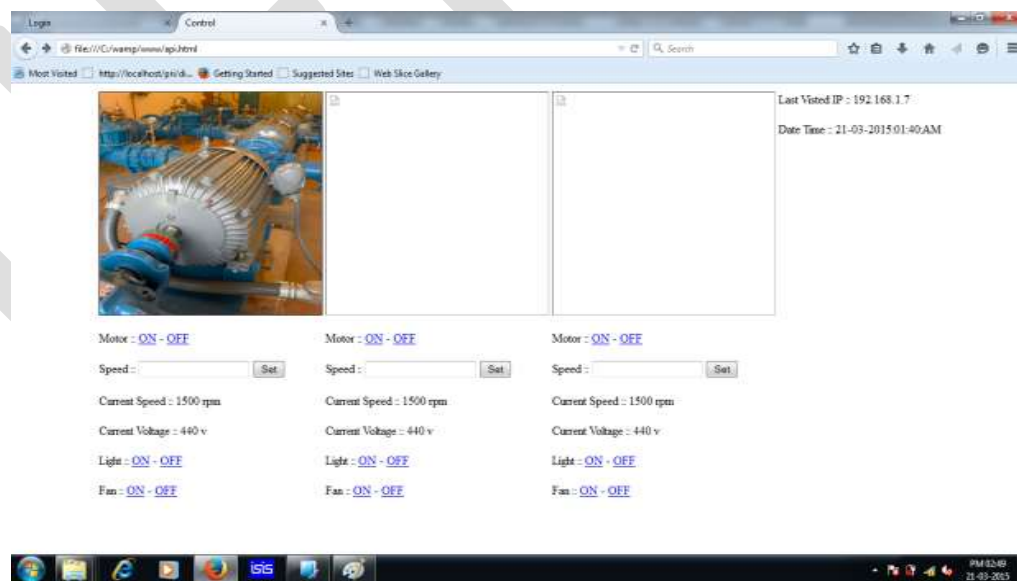 Login
Control
file:///C:/wamp/www/api.html
Search
Most Visited http://localhost/pri/di... Getting Started Suggested Sites Web Slice Gallery
Last Visted IP :: 192.168.1.7
Date Time :: 21-03-2015:01:40:AM
Motor :: ON - OFF Motor :: ON - OFF Motor :: ON - OFF
Speed :: Set Speed :: Set Speed :: Set
Current Speed :: 1500 rpm Current Speed :: 1500 rpm Current Speed :: 1500 rpm
Current Voltage :: 440 v Current Voltage :: 440 v Current Voltage :: 440 v
Light :: ON - OFF Light :: ON - OFF Light :: ON - OFF
Fan :: ON - OFF Fan :: ON - OFF Fan :: ON - OFF
isis
PM 02:49
21-03-2015